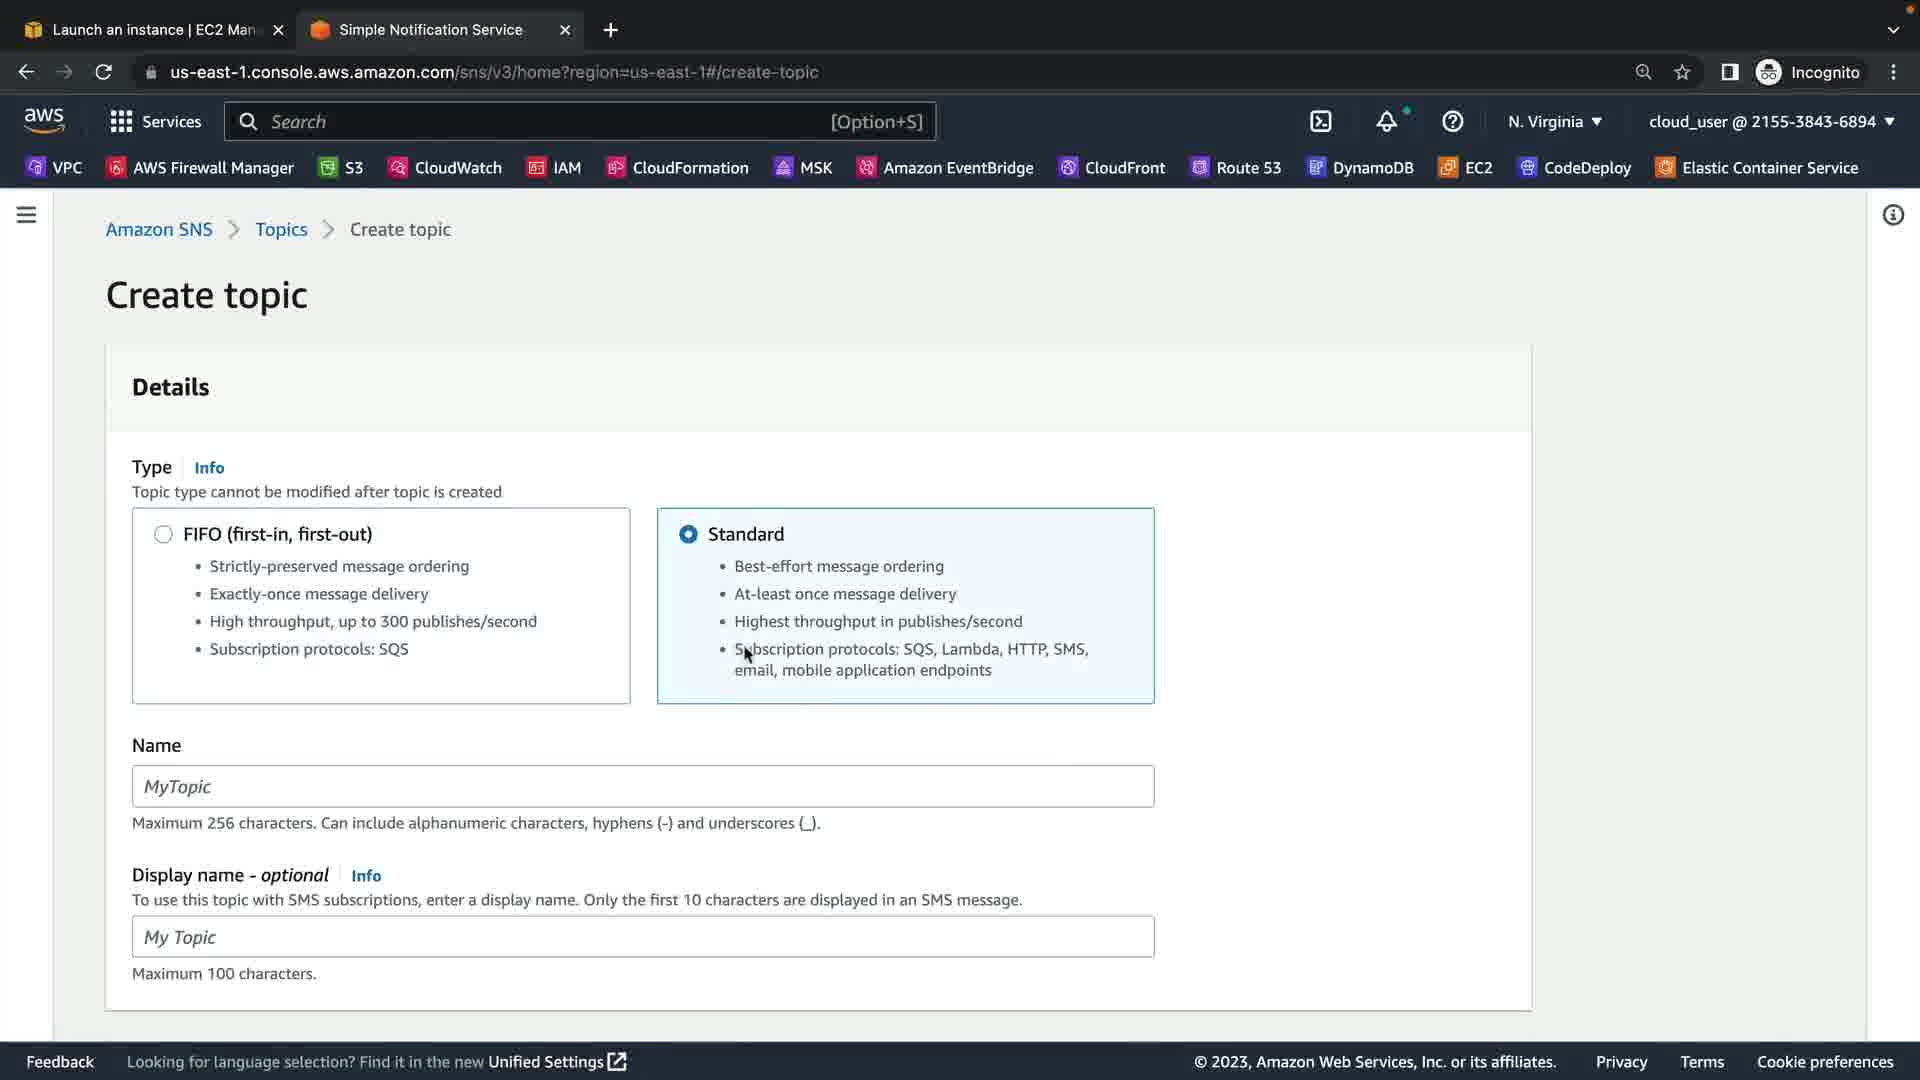 Launch an instance | EC2 Man
Simple Notification Service
us-east-1.console.aws.amazon.com/sns/v3/home?region=us-east-1#/create-topic
Incognito
aws
Services
Search
[Option+S]
N. Virginia
cloud_user @ 2155-3843-6894
VPC
AWS Firewall Manager
S3
CloudWatch
IAM
CloudFormation
MSK
Amazon EventBridge
CloudFront
Route 53
DynamoDB
EC2
CodeDeploy
Elastic Container Service
Amazon SNS
Topics
Create topic
Create topic
Details
Type
Info
Topic type cannot be modified after topic is created
FIFO (first-in, first-out)
• Strictly-preserved message ordering
• Exactly-once message delivery
• High throughput, up to 300 publishes/second
• Subscription protocols: SQS
Standard
• Best-effort message ordering
• At-least once message delivery
• Highest throughput in publishes/second
• Subscription protocols: SQS, Lambda, HTTP, SMS,
email, mobile application endpoints
Name
MyTopic
Maximum 256 characters. Can include alphanumeric characters, hyphens (-) and underscores (_).
Display name - optional
Info
To use this topic with SMS subscriptions, enter a display name. Only the first 10 characters are displayed in an SMS message.
My Topic
Maximum 100 characters.
Feedback
Looking for language selection? Find it in the new Unified Settings
© 2023, Amazon Web Services, Inc. or its affiliates.
Privacy
Terms
Cookie preferences